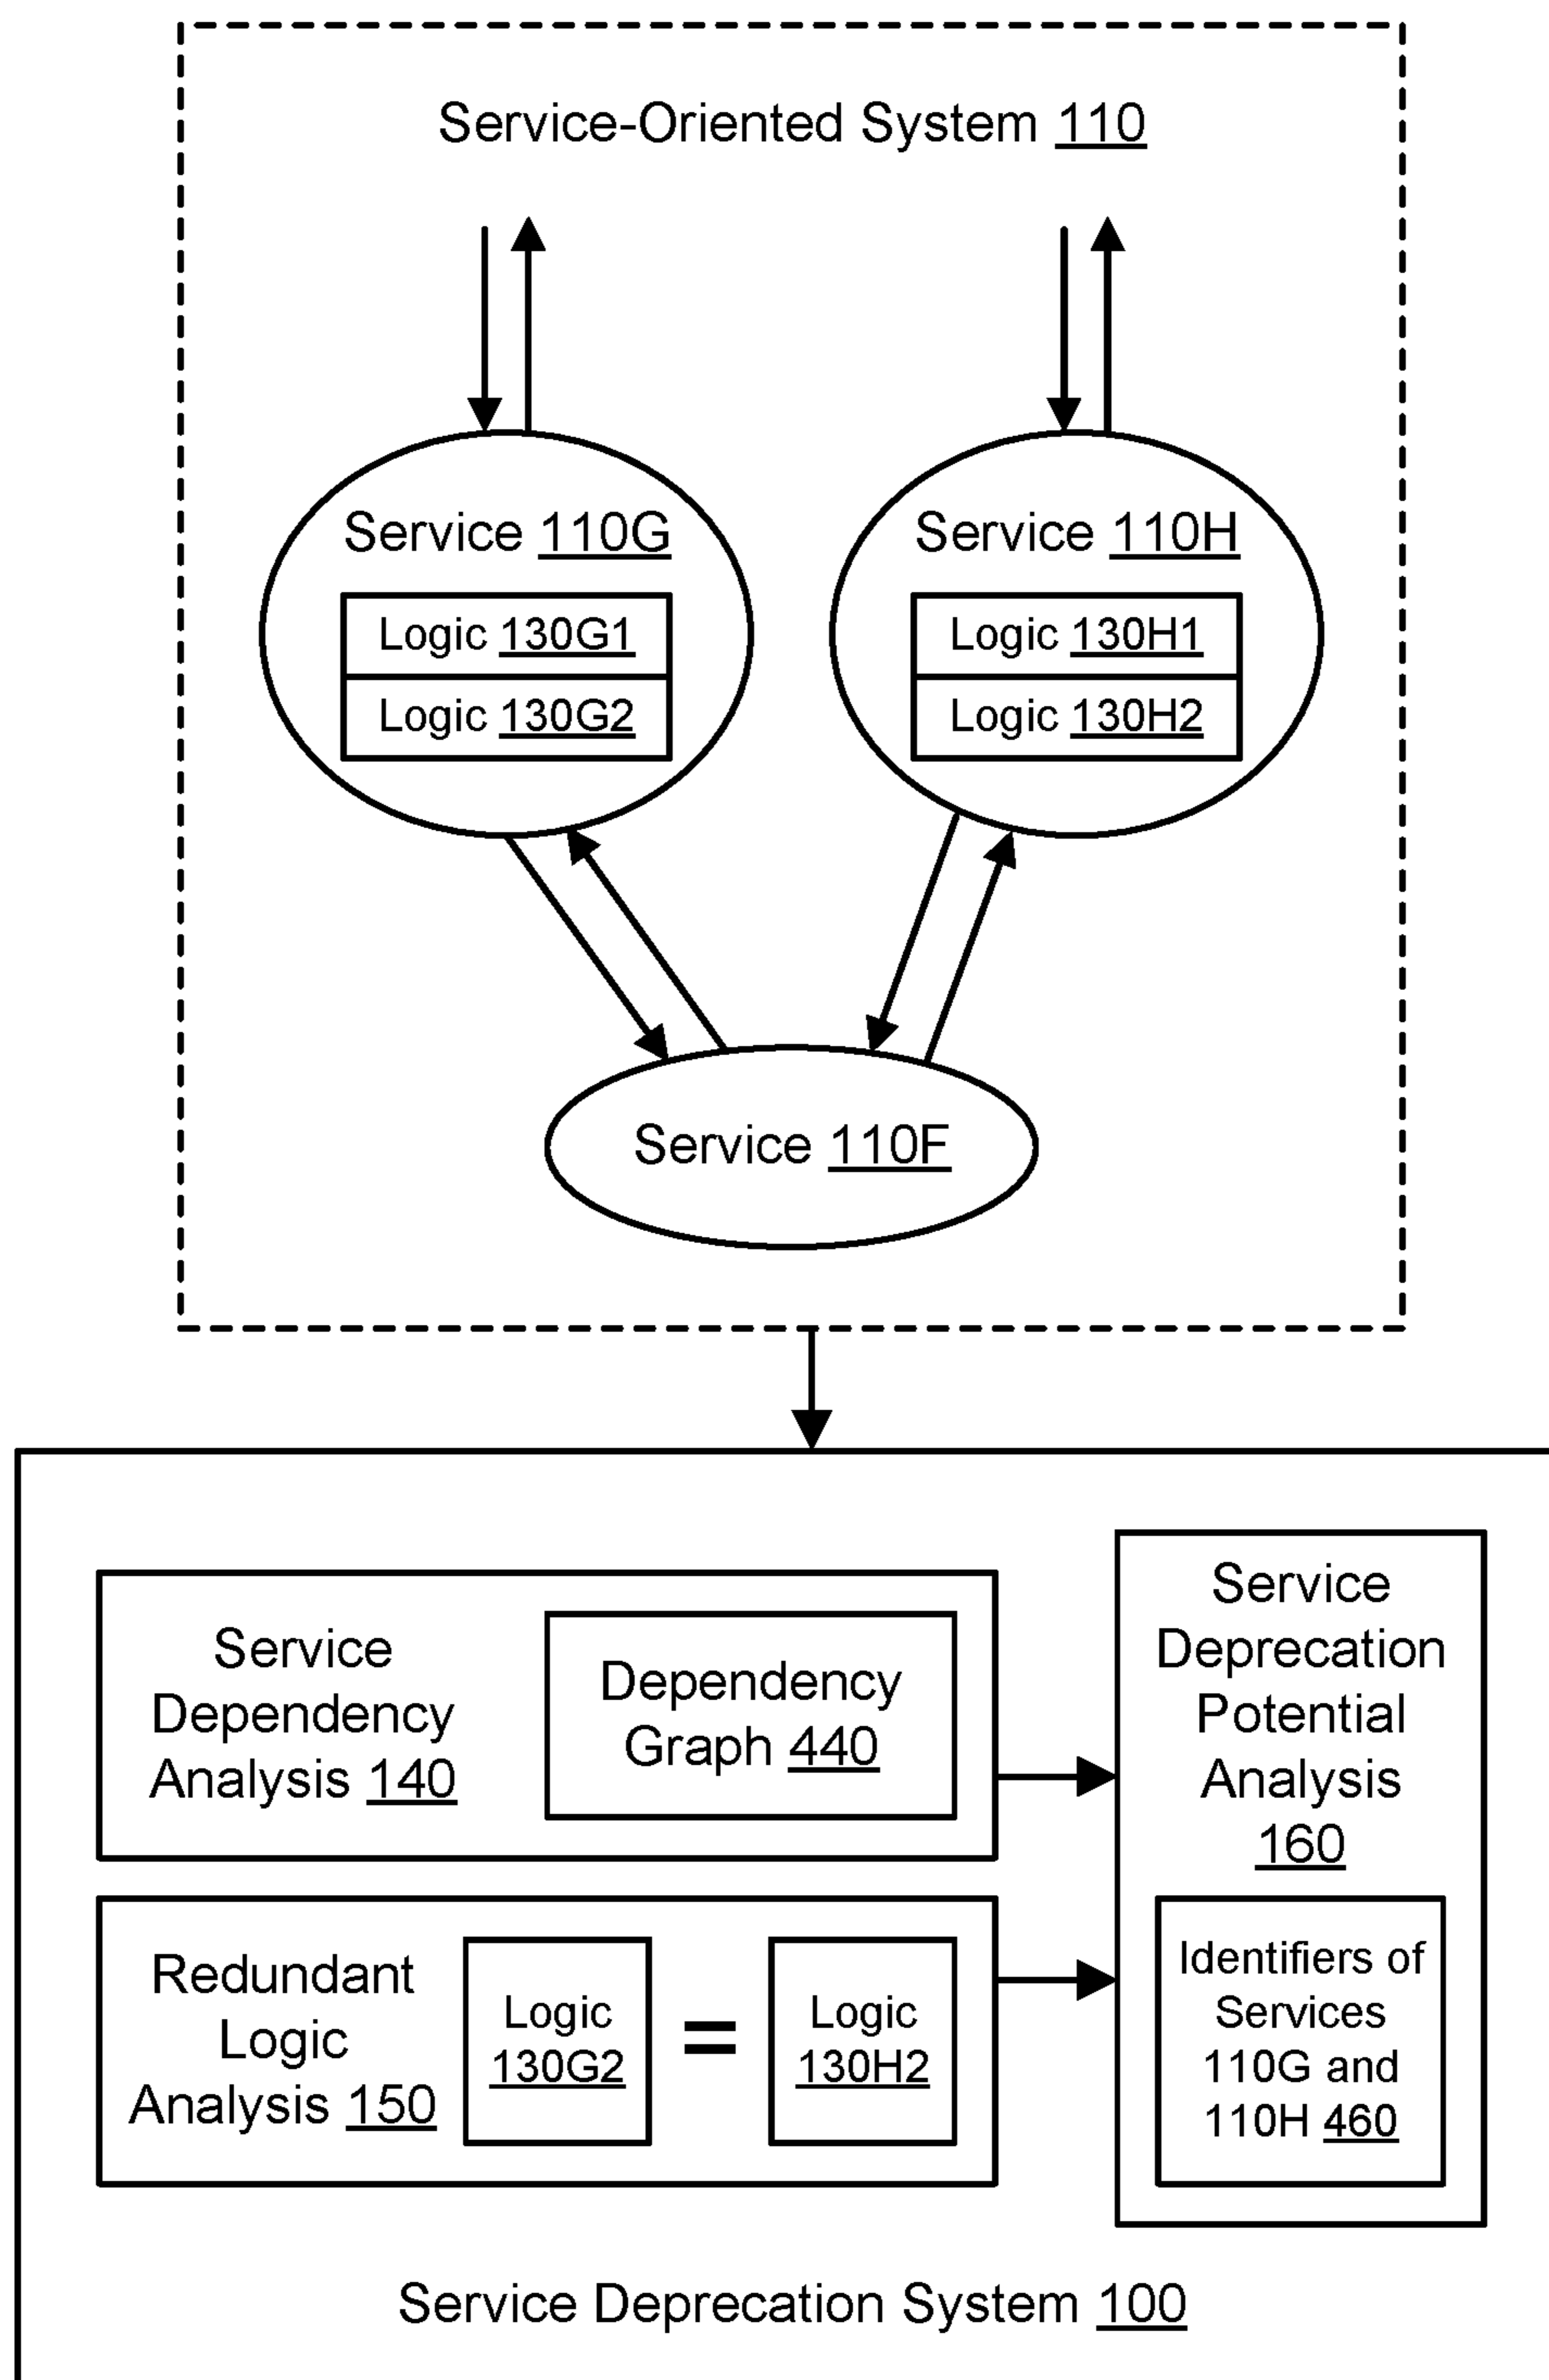 Service-Oriented System 110
Service 110G
Logic 130G1
Logic 130G2
Service 110H
Logic 130H1
Logic 130H2
Service 110F
Service
Dependency
Analysis 140
Dependency
Graph 440
Redundant
Logic
Analysis 150
Logic
130G2
=
Logic
130H2
Service
Deprecation
Potential
Analysis
160
Identifiers of
Services
110G and
110H 460
Service Deprecation System 100